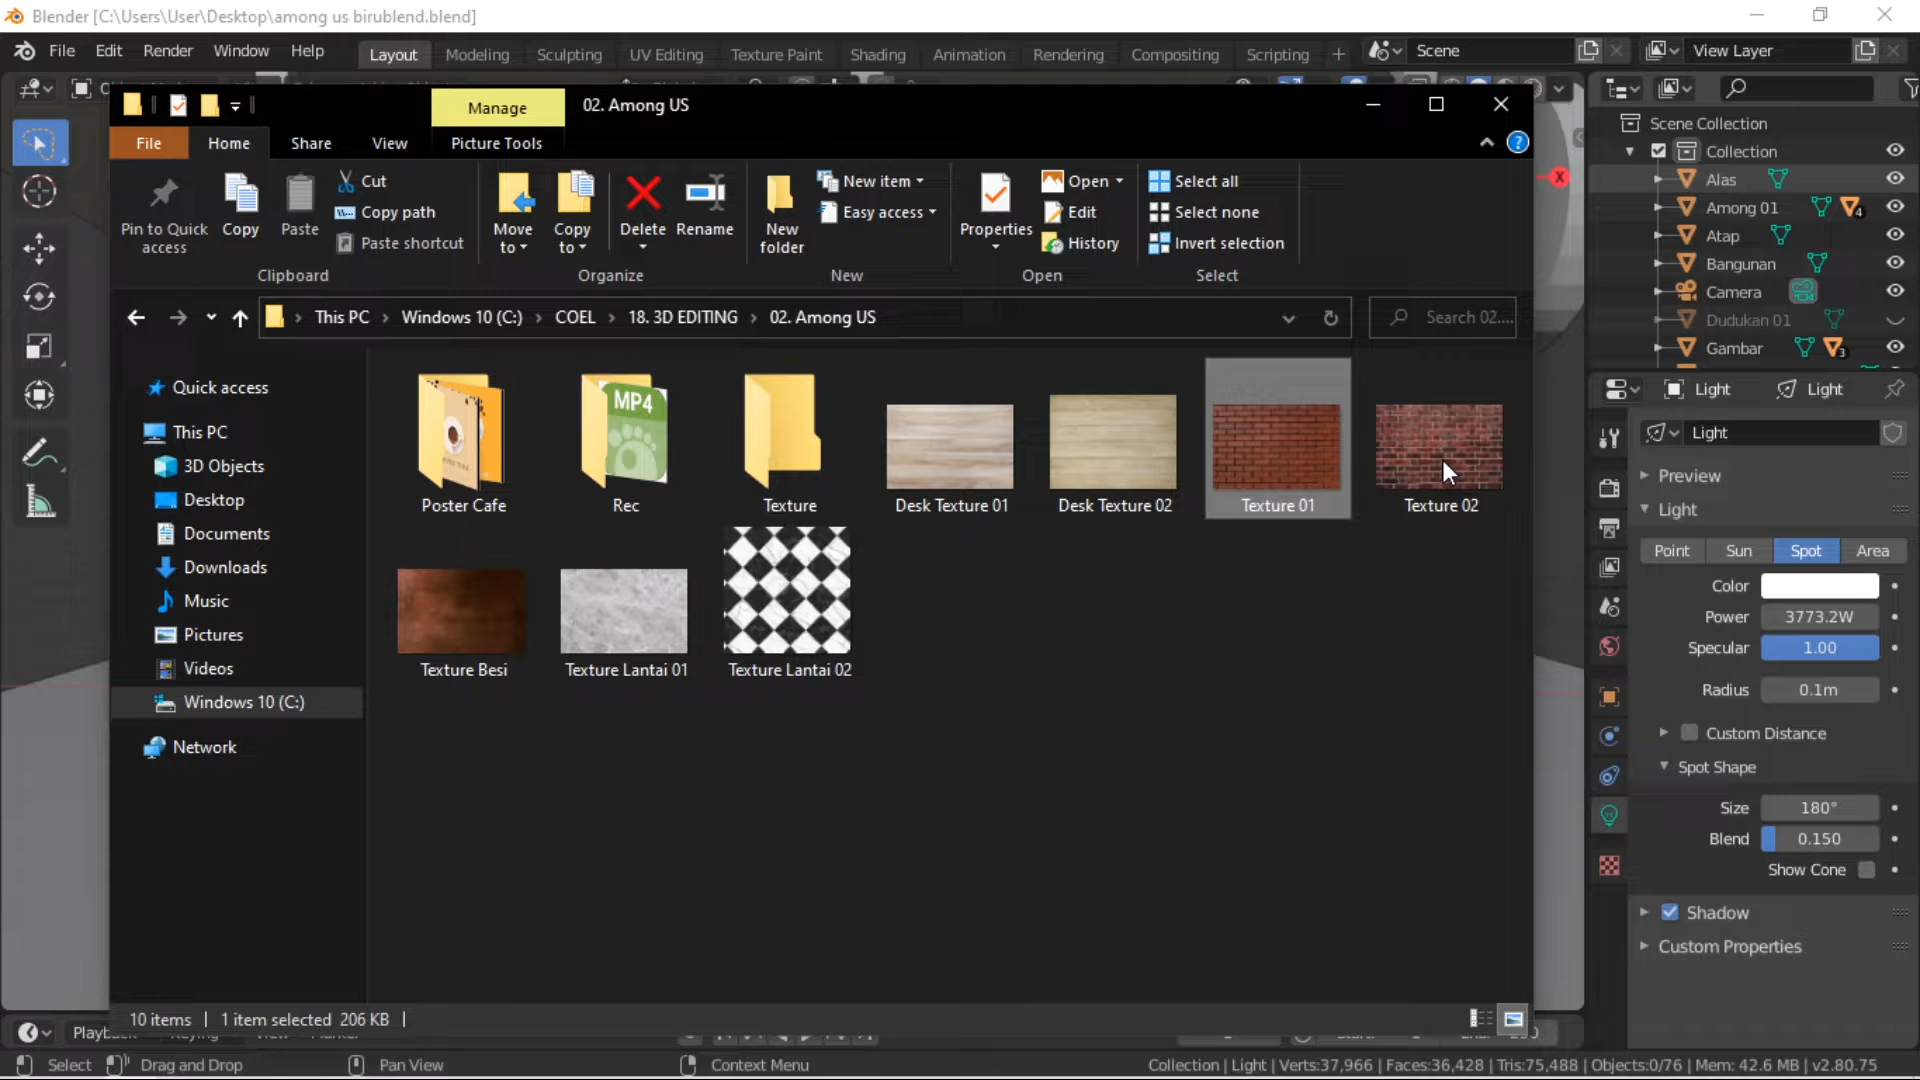 Blender [C:\Users\User\Desktop\among us birublend.blend]
File Edit Render Window Help Layout Modeling Sculpting UV Editing Texture Paint Shading Animation Rendering Compositing Scripting + Scene View Layer
Manage 02. Among US
File Home Share View Picture Tools
Pin to Quick access
Copy
Paste
Cut
Copy path
Paste shortcut
Clipboard
Move to
Copy to
Delete
Rename
Organize
New folder
New item
Easy access
New
Properties
Open
Edit
History
Open
Select all
Select none
Invert selection
Select
This PC Windows 10 (C:) COEL 18. 3D EDITING 02. Among US
Search 02....
Quick access
This PC
3D Objects
Desktop
Documents
Downloads
Music
Pictures
Videos
Windows 10 (C:)
Network
MP4
Poster Cafe Rec Texture Desk Texture 01 Desk Texture 02 Texture 01 Texture 02
Texture Besi Texture Lantai 01 Texture Lantai 02
10 items 1 item selected 206 KB
Scene Collection
Collection
Alas
Among 01 4
Atap
Bangunan
Camera
Dudukan 01
Gambar 3
X
Light Light
Light
Preview
Light
Point Sun Spot Area
Color
Power 3773.2W
Specular 1.00
Radius 0.1m
Custom Distance
Spot Shape
Size 180°
Blend 0.150
Show Cone
Shadow
Custom Properties
Select Drag and Drop Pan View Context Menu Collection | Light | Verts:37,966 | Faces:36,428 | Tris:75,488 | Objects:0/76 | Mem: 42.6 MB | v2.80.75